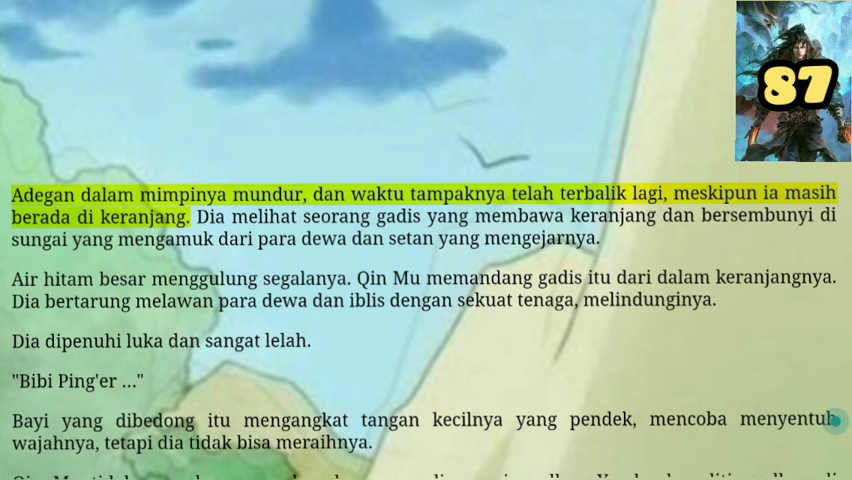 87
Adegan dalam mimpinya mundur, dan waktu tampaknya telah terbalik lagi, meskipun ia masih
berada di keranjang. Dia melihat seorang gadis yang membawa keranjang dan bersembunyi di
sungai yang mengamuk dari para dewa dan setan yang mengejarnya.
Air hitam besar menggulung segalanya. Qin Mu memandang gadis itu dari dalam keranjangnya.
Dia bertarung melawan para dewa dan iblis dengan sekuat tenaga, melindunginya.
Dia dipenuhi luka dan sangat lelah.
"Bibi Ping'er ..."
Bayi yang dibedong itu mengangkat tangan kecilnya yang pendek, mencoba menyentuh
wajahnya, tetapi dia tidak bisa meraihnya.